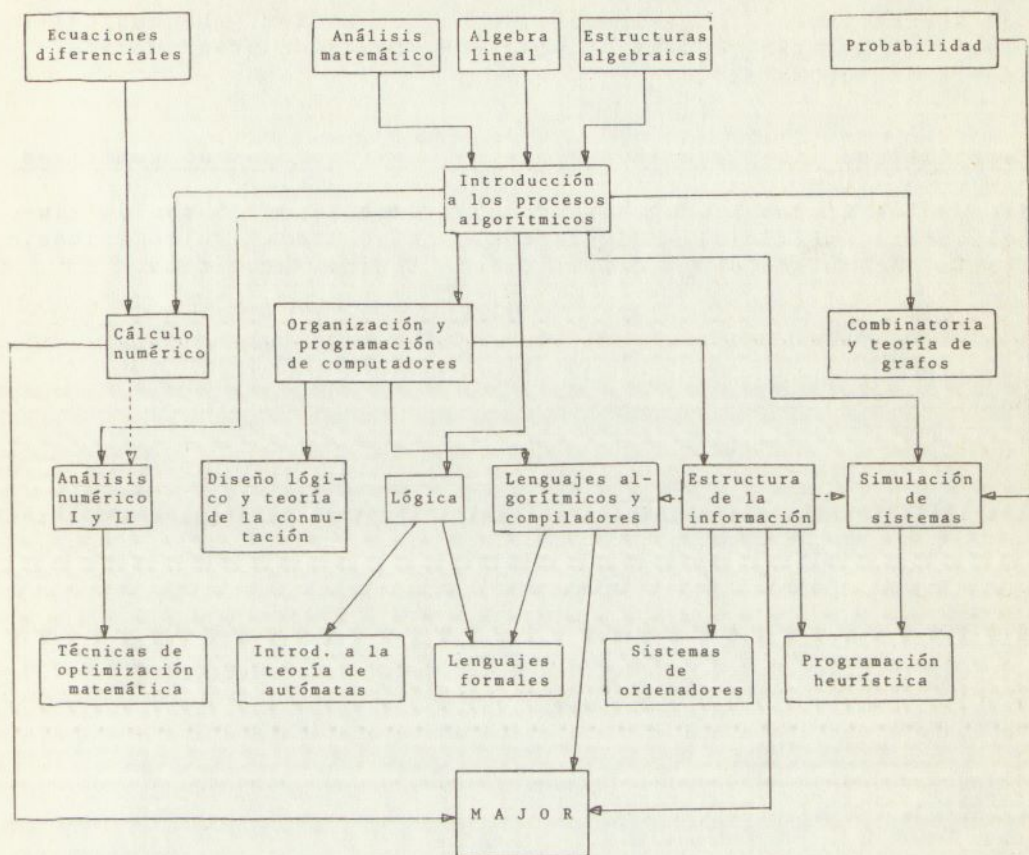 Ecuaciones
diferenciales
Análisis
matemático
Algebra
lineal
Estructuras
algebraicas
Probabilidad
Introducción
a los procesos
algorítmicos
Cálculo
numérico
Organización y
programación
de computadores
Combinatoria
y teoría de
grafos
Análisis
numérico
I y II
Diseño lógi-
co y teoría
de la conmu-
tación
Lógica
Lenguajes al-
gorítmicos y
compiladores
Estructura
de la
información
Simulación
de
sistemas
Técnicas de
optimización
matemática
Introd. a la
teoría de
autómatas
Lenguajes
formales
Sistemas
de
ordenadores
Programación
heurística
M A J O R